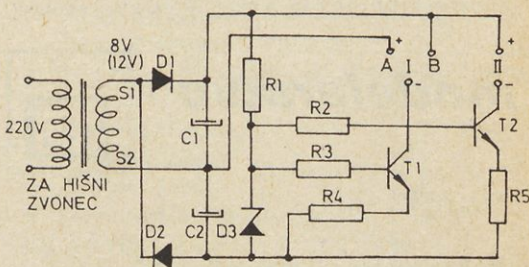 8V
(12V)
D1
S1
220V
S2
ZA HIŠNI
ZVONEC
C1
C2
D2
D3
R1
R2
R3
R4
R5
T1
T2
+
A
I
B
+
II
-
-